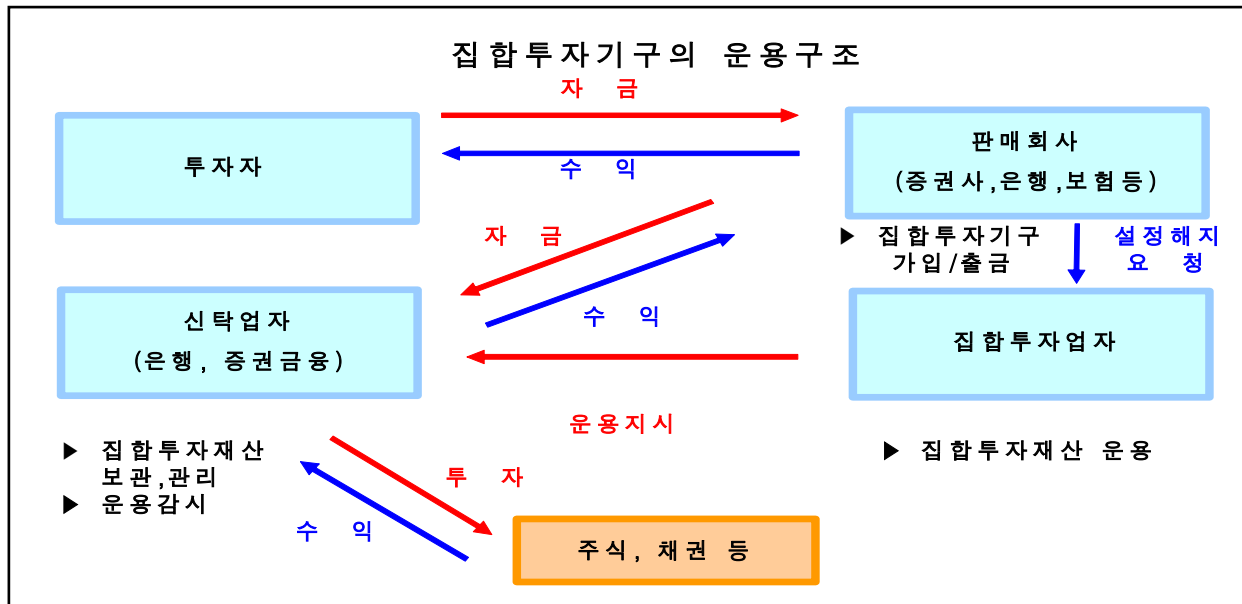 집합투자기구의 운용구조
자 금
투자자
수 익
판매회사
(증권사,은행,보험등)
자 금
▶ 집합투자기구
가입/출금
설정해지
요 청
수 익
신탁업자
(은행, 증권금융)
집합투자업자
운용지시
▶ 집합투자재산
보관,관리
▶ 운용감시
▶ 집합투자재산 운용
투 자
수 익
주식, 채권 등